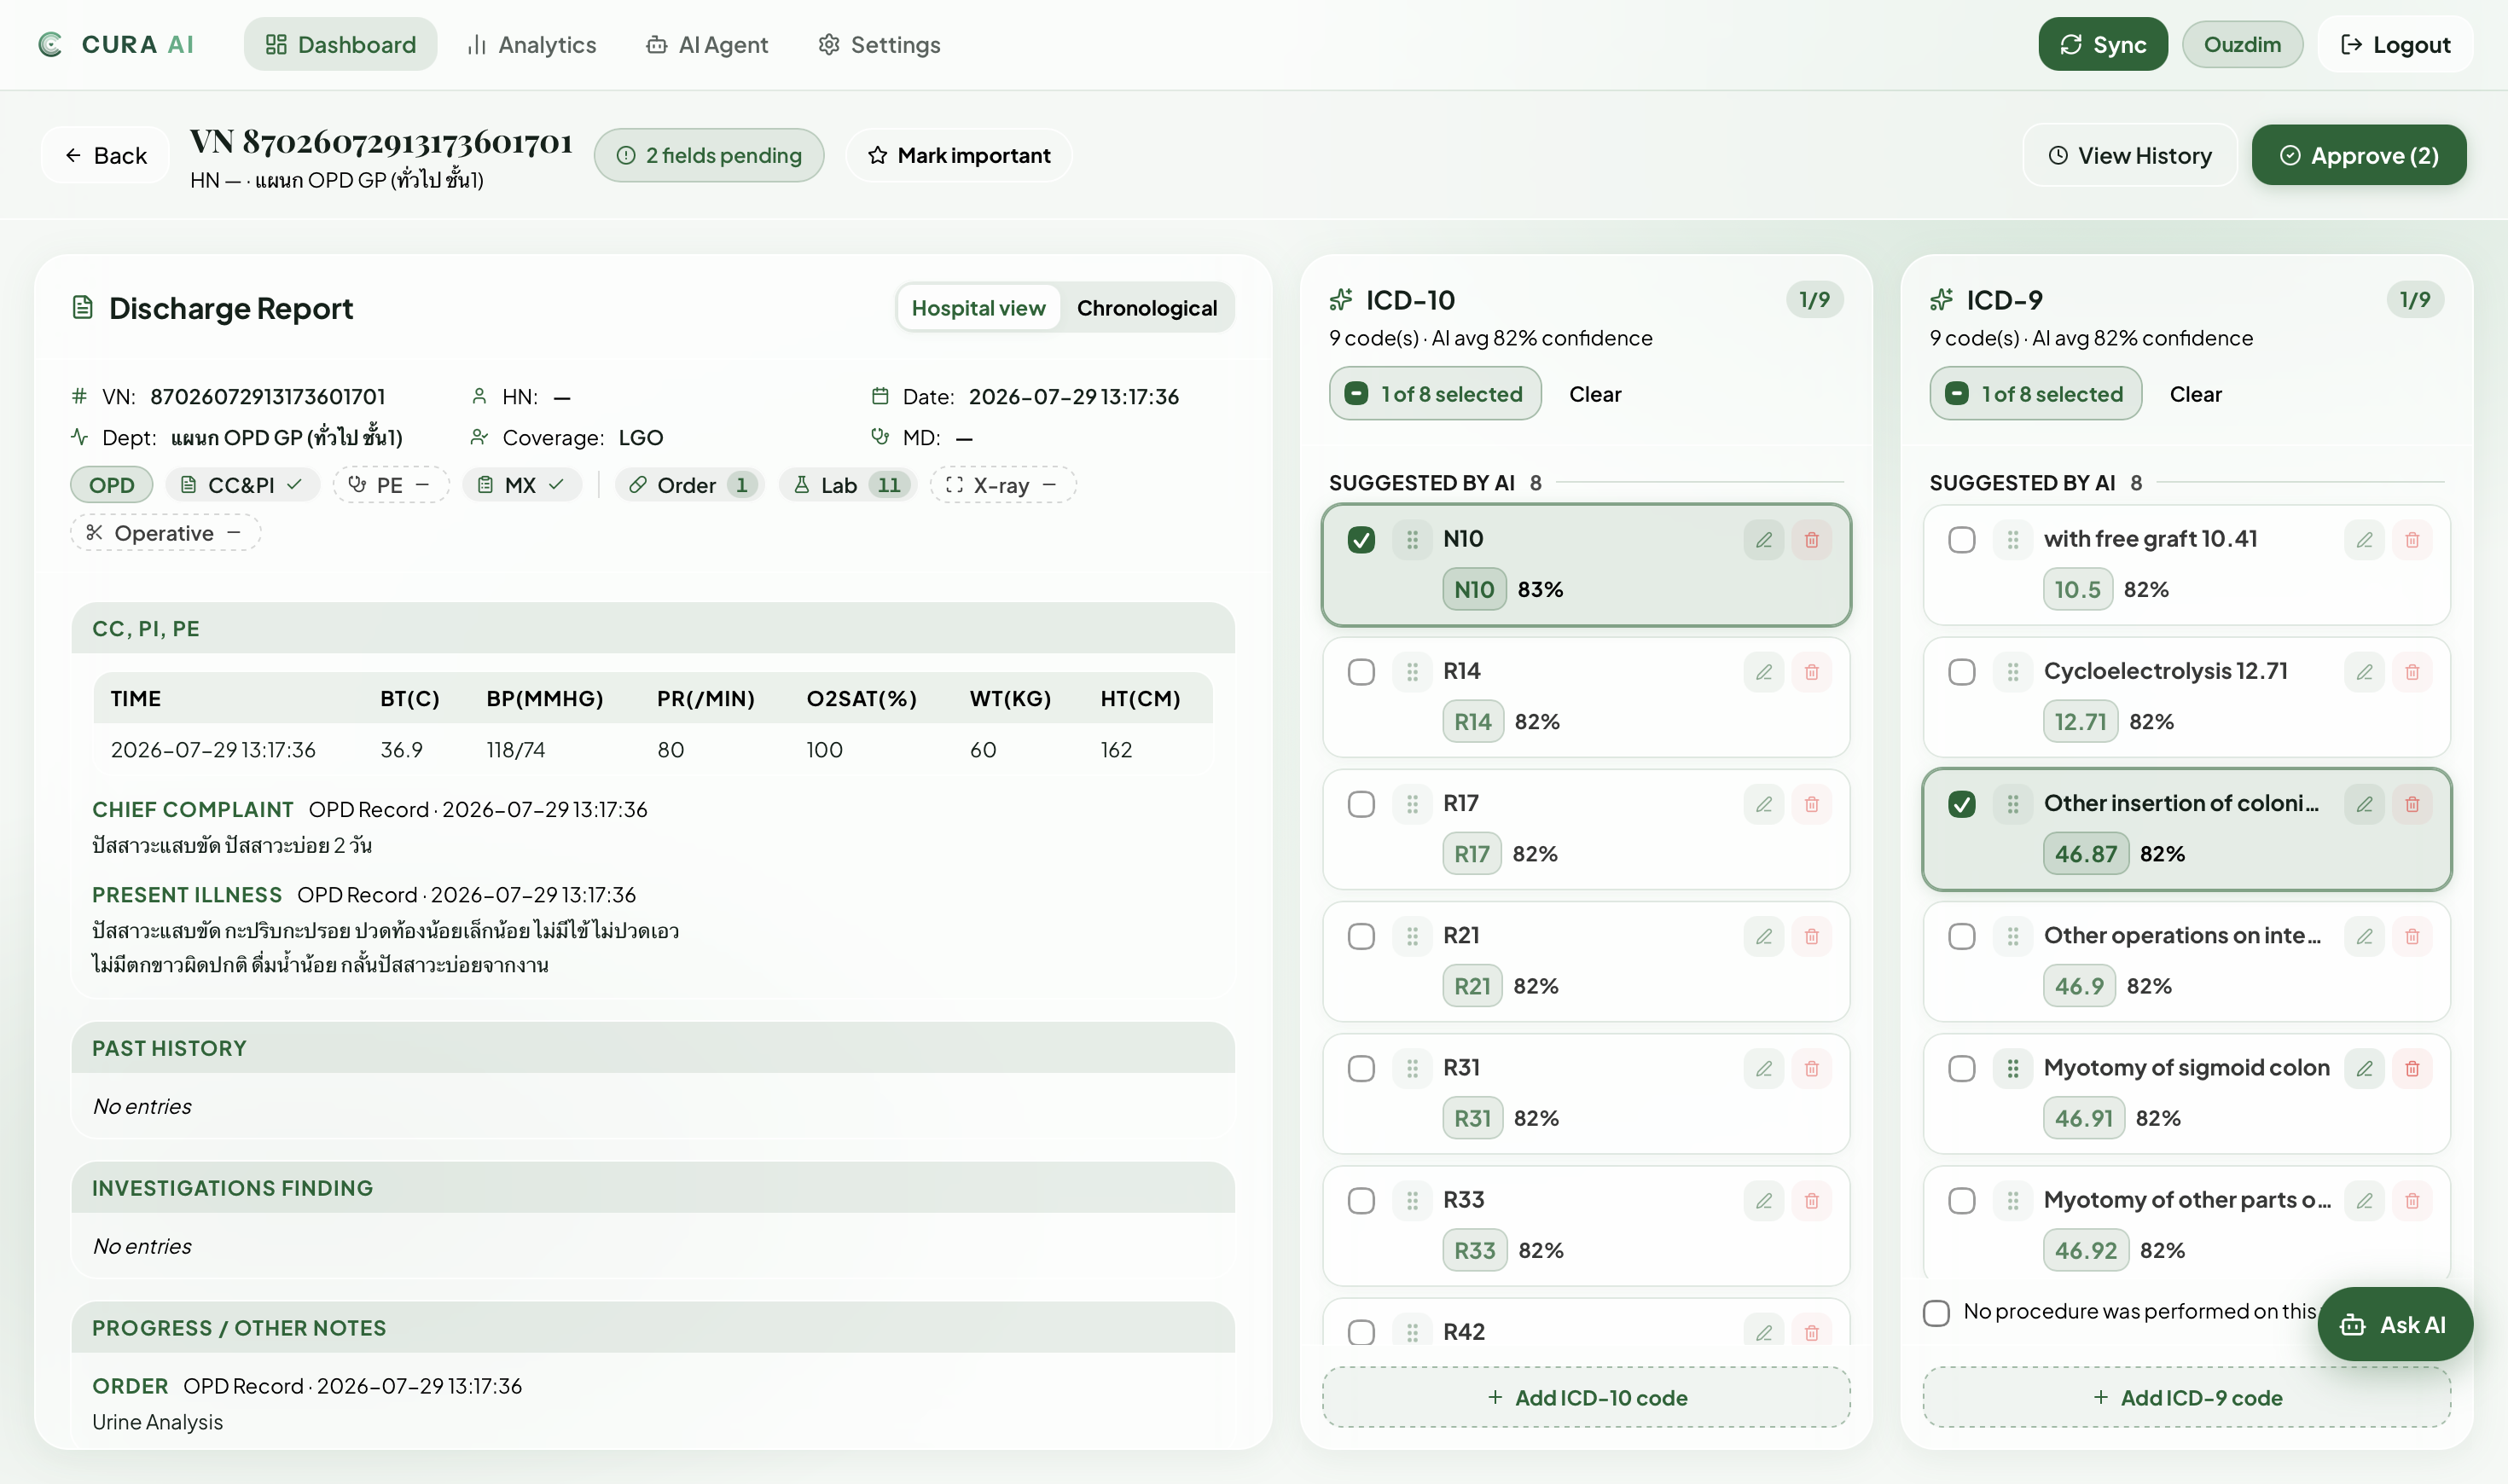 CURA AI
Dashboard
Analytics
AI Agent
Settings
Sync
Ouzdim
Logout
Back
VN 87026072913173601701
HN — · แผนก OPD GP (ทั่วไป ชั้น1)
2 fields pending
Mark important
View History
Approve (2)
Discharge Report
Hospital view
Chronological
VN: 87026072913173601701
HN: —
Date: 2026-07-29 13:17:36
Dept: แผนก OPD GP (ทั่วไป ชั้น1)
Coverage: LGO
MD: —
OPD
CC&PI
PE —
MX
Order 1
Lab 11
X-ray —
Operative —
CC, PI, PE
TIME BT(C) BP(MMHG) PR(/MIN) O2SAT(%) WT(KG) HT(CM)
2026-07-29 13:17:36 36.9 118/74 80 100 60 162
CHIEF COMPLAINT OPD Record · 2026-07-29 13:17:36
ปัสสาวะแสบขัด ปัสสาวะบ่อย 2 วัน
PRESENT ILLNESS OPD Record · 2026-07-29 13:17:36
ปัสสาวะแสบขัด กะปริบกะปรอย ปวดท้องน้อยเล็กน้อย ไม่มีไข้ ไม่ปวดเอว
ไม่มีตกขาวผิดปกติ ดื่มน้ำน้อย กลั้นปัสสาวะบ่อยจากงาน
PAST HISTORY
No entries
INVESTIGATIONS FINDING
No entries
PROGRESS / OTHER NOTES
ORDER OPD Record · 2026-07-29 13:17:36
Urine Analysis
ICD-10
1/9
9 code(s) · AI avg 82% confidence
1 of 8 selected
Clear
SUGGESTED BY AI 8
N10
N10 83%
R14
R14 82%
R17
R17 82%
R21
R21 82%
R31
R31 82%
R33
R33 82%
R42
+ Add ICD-10 code
ICD-9
1/9
9 code(s) · AI avg 82% confidence
1 of 8 selected
Clear
SUGGESTED BY AI 8
with free graft 10.41
10.5 82%
Cycloelectrolysis 12.71
12.71 82%
Other insertion of coloni...
46.87 82%
Other operations on inte...
46.9 82%
Myotomy of sigmoid colon
46.91 82%
Myotomy of other parts o...
46.92 82%
No procedure was performed on this
Ask AI
+ Add ICD-9 code